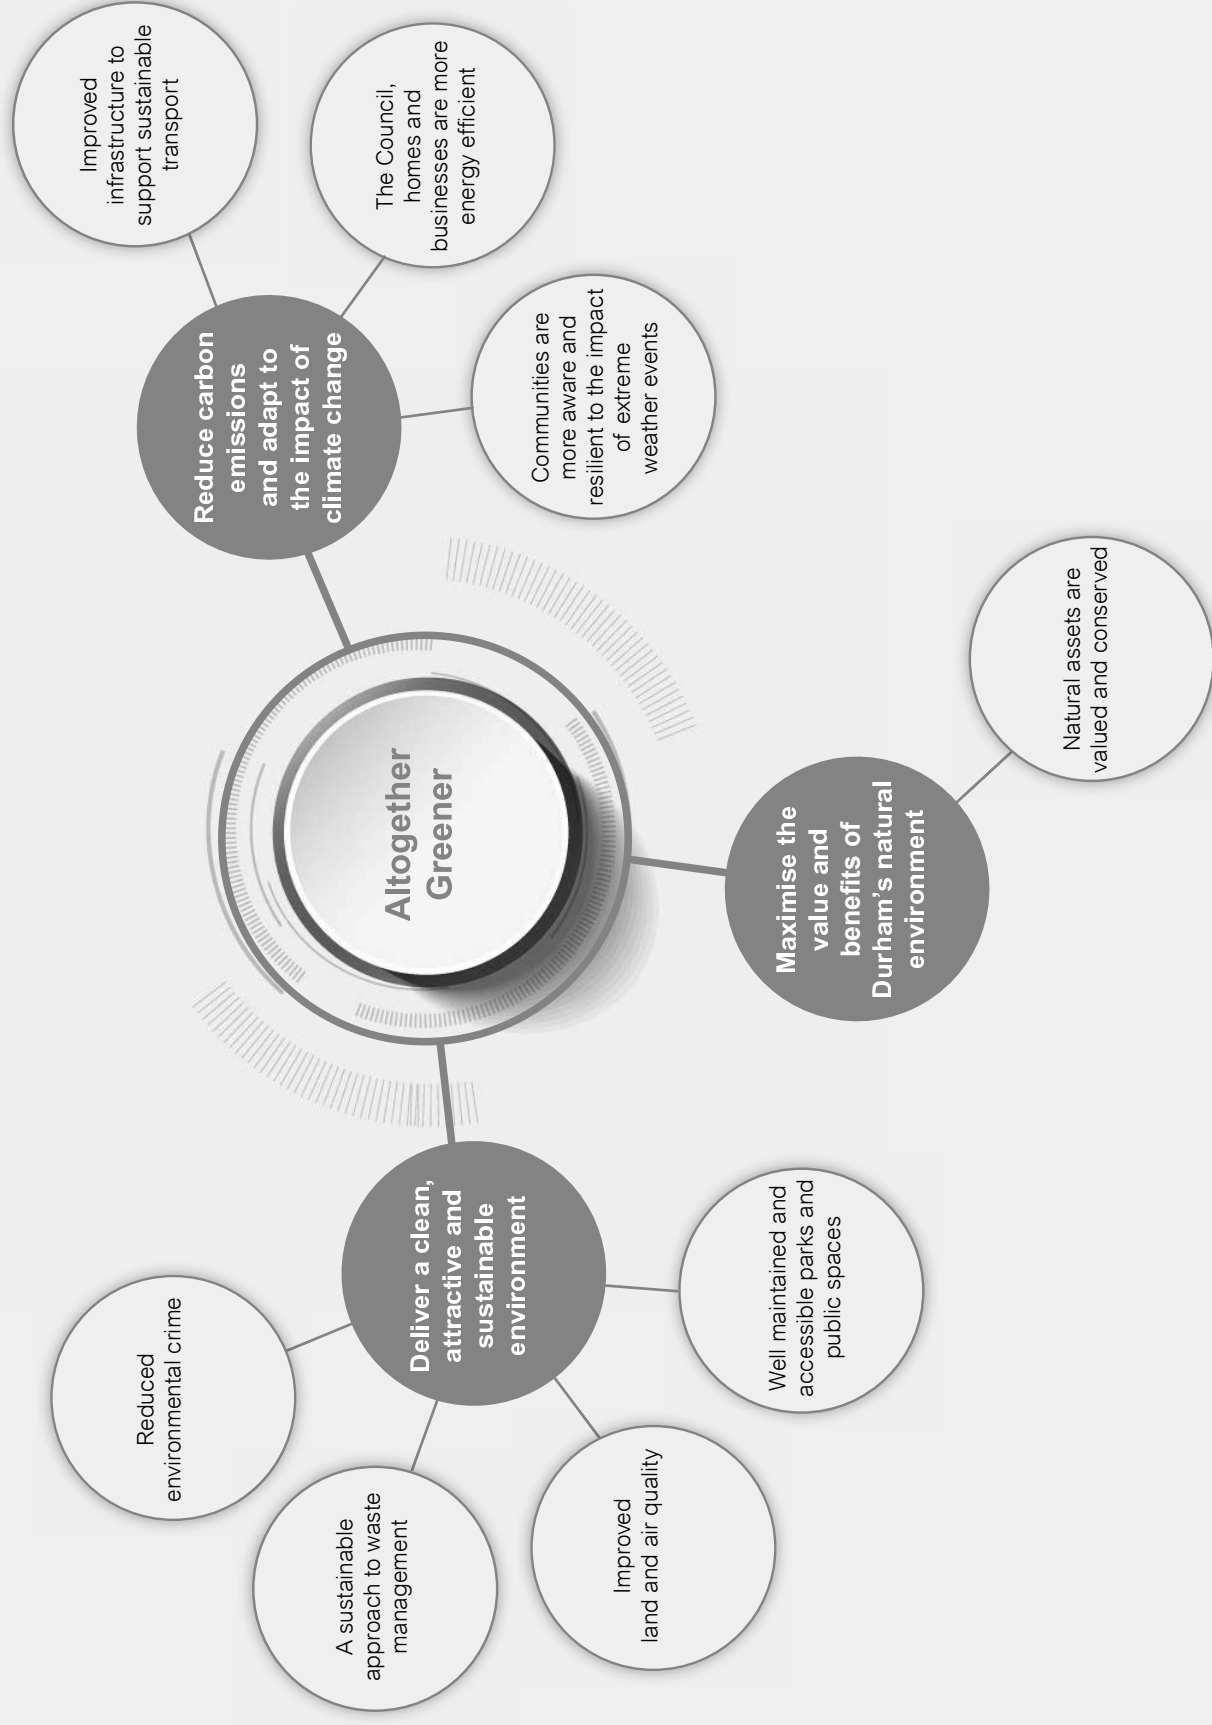 Altogether
Greener
Deliver a clean,
attractive and
sustainable
environment
Reduced
environmental crime
A sustainable
approach to waste
management
Improved
land and air quality
Well maintained and
accessible parks and
public spaces
Maximise the
value and
benefits of
Durham's natural
environment
Natural assets are
valued and conserved
Reduce carbon
emissions
and adapt to
the impact of
climate change
Improved
infrastructure to
support sustainable
transport
The Council,
homes and
businesses are more
energy efficient
Communities are
more aware and
resilient to the impact
of extreme
weather events